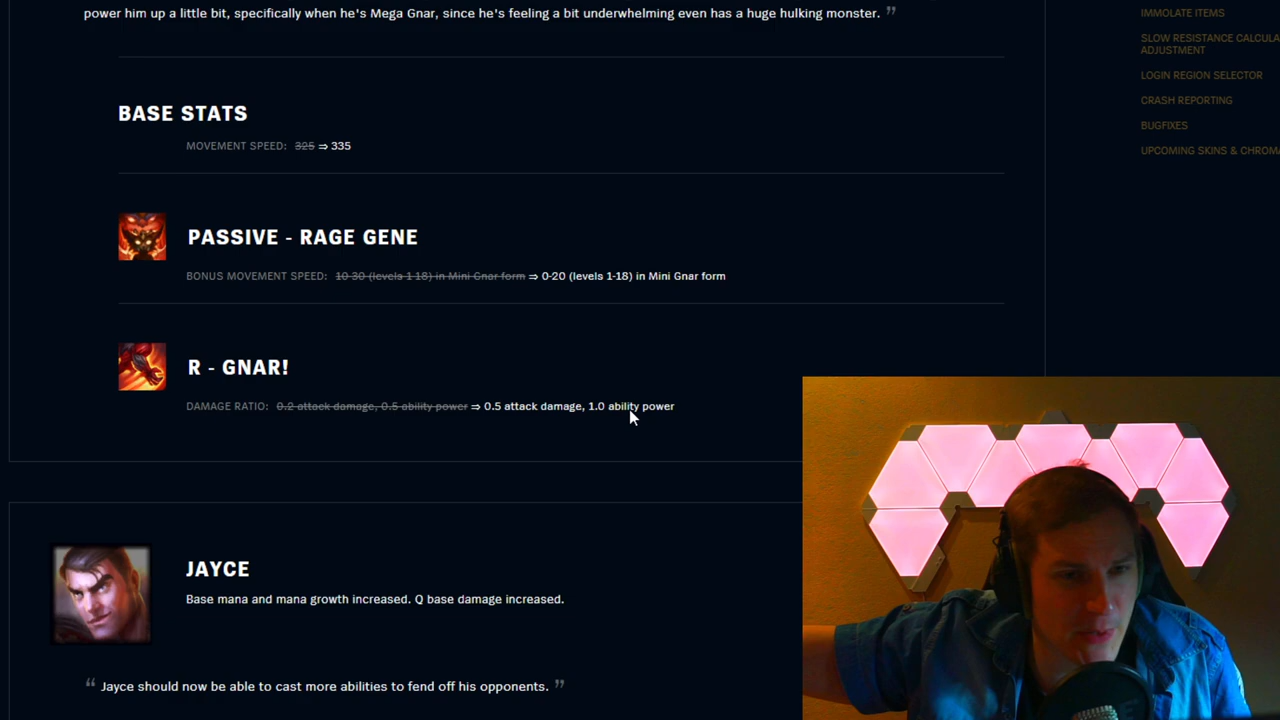 power him up a little bit, specifically when he's Mega Gnar, since he's feeling a bit underwhelming even has a huge hulking monster. ”
IMMOLATE ITEMS
SLOW RESISTANCE CALCULA
ADJUSTMENT
LOGIN REGION SELECTOR
CRASH REPORTING
BUGFIXES
UPCOMING SKINS & CHROMA
BASE STATS
MOVEMENT SPEED: 325 ⇒ 335
PASSIVE - RAGE GENE
BONUS MOVEMENT SPEED: 10-30 (levels 1-18) in Mini Gnar form ⇒ 0-20 (levels 1-18) in Mini Gnar form
R - GNAR!
DAMAGE RATIO: 0.2 attack damage, 0.5 ability power ⇒ 0.5 attack damage, 1.0 ability power
JAYCE
Base mana and mana growth increased. Q base damage increased.
“ Jayce should now be able to cast more abilities to fend off his opponents. ”